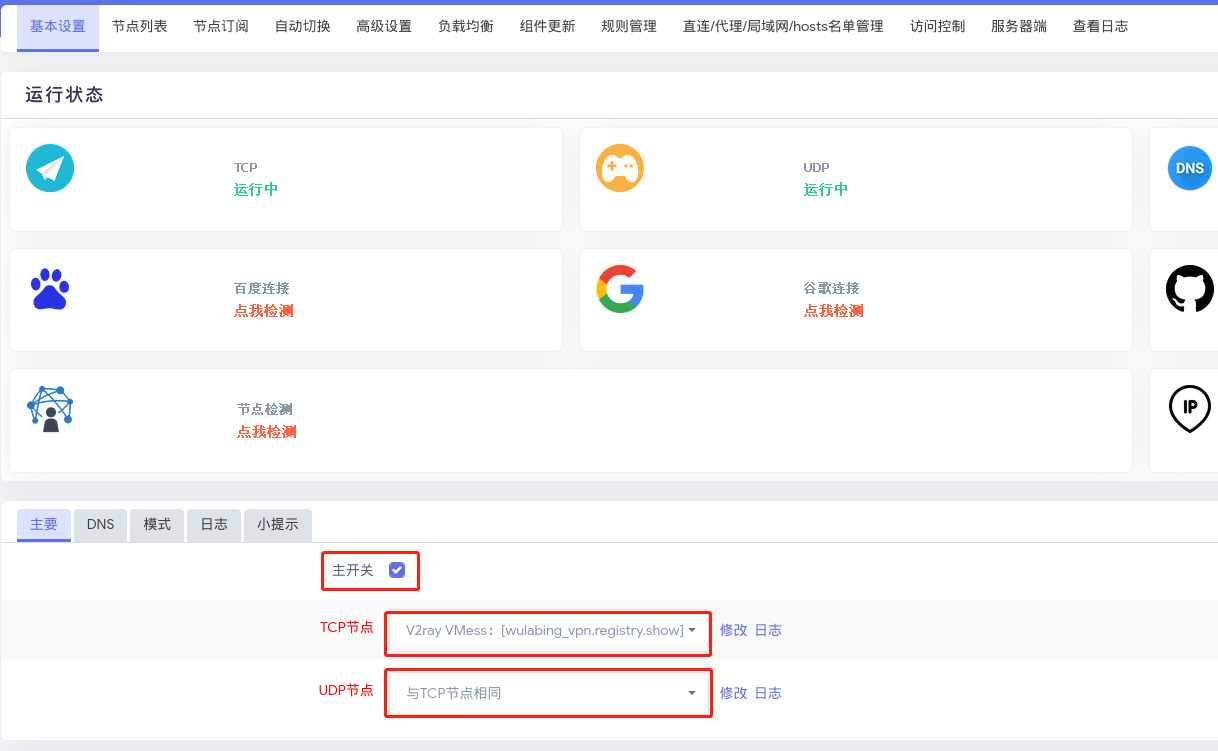 基本设置 节点列表 节点订阅 自动切换 高级设置 负载均衡 组件更新 规则管理 直连/代理/局域网/hosts名单管理 访问控制 服务器端 查看日志
运行状态
TCP
运行中
UDP
运行中
DNS
百度连接
点我检测
谷歌连接
点我检测
节点检测
点我检测
IP
主要 DNS 模式 日志 小提示
主开关
TCP节点 V2ray VMess：[wulabing_vpn.registry.show] 修改 日志
UDP节点 与TCP节点相同 修改 日志